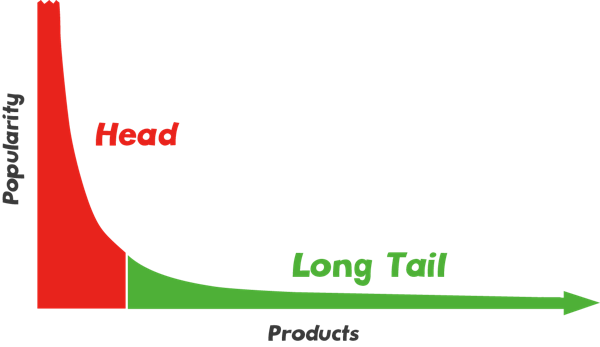 Popularity
Head
Long Tail
Products